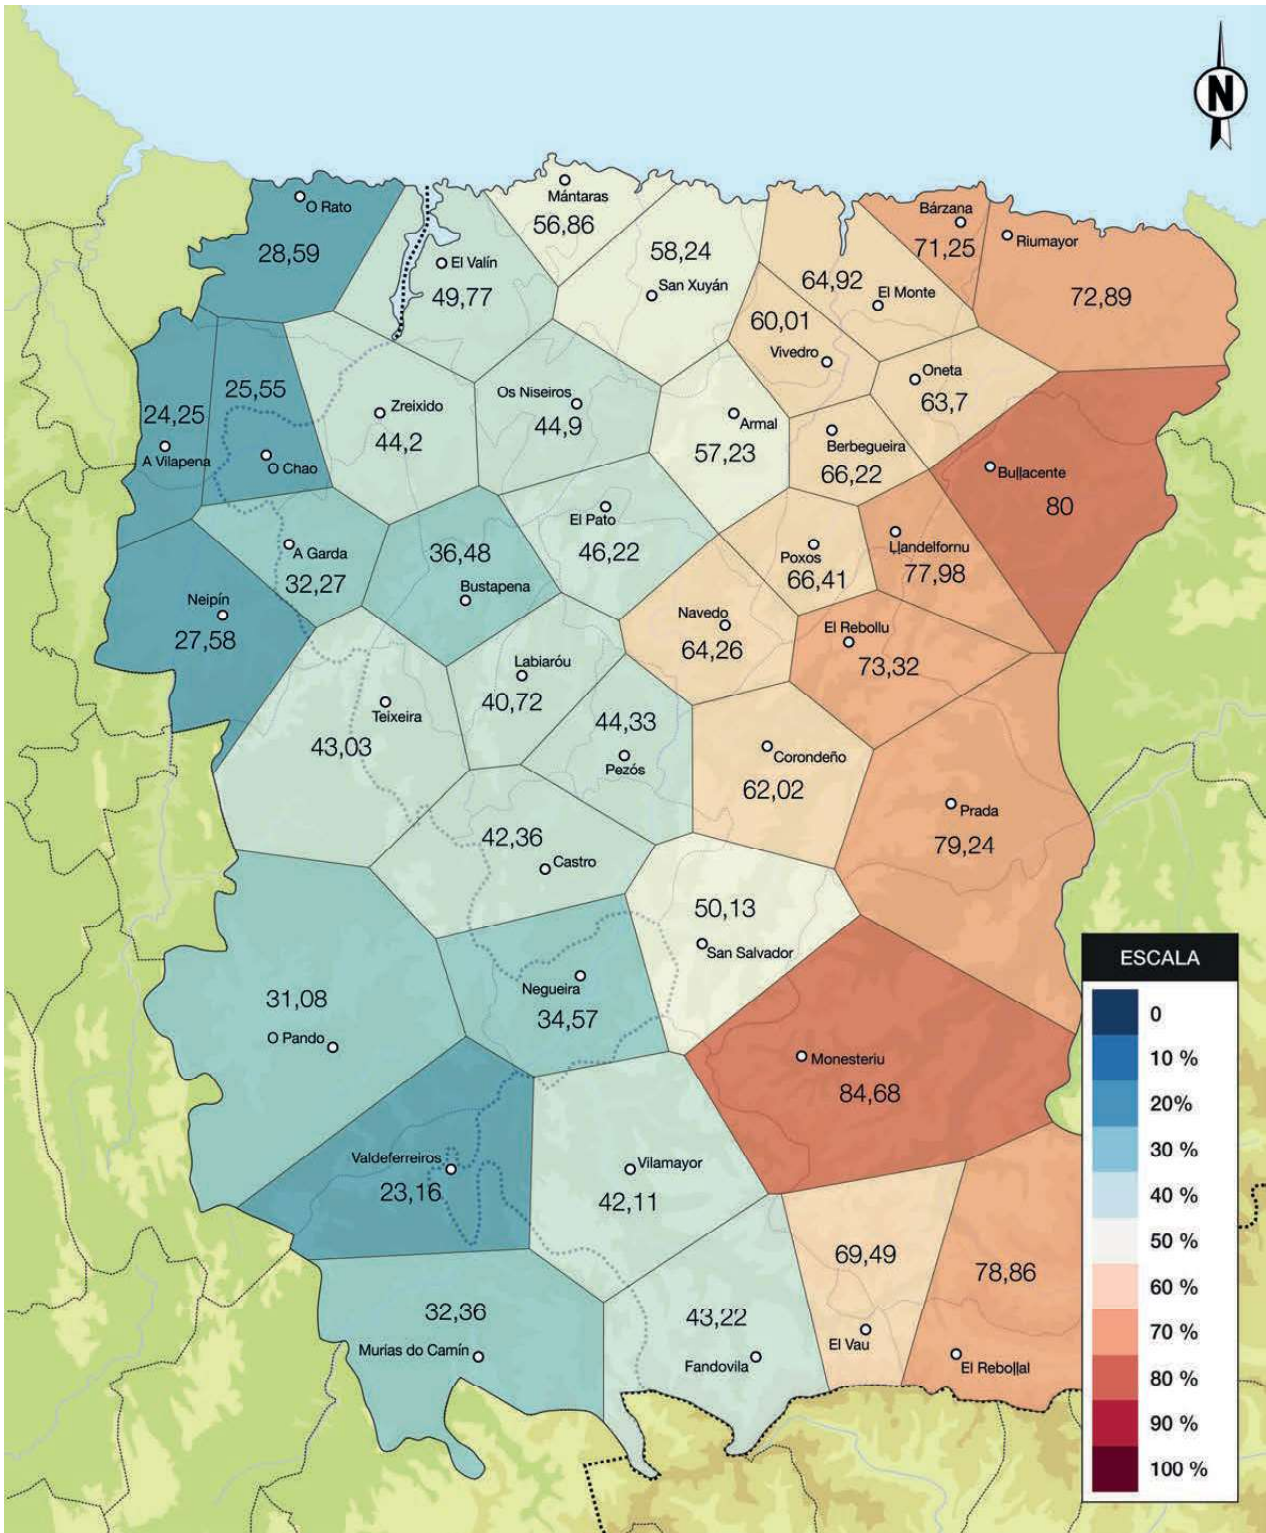 N
Mántaras
56,86
O Rato
28,59
El Valín
49,77
58,24
San Xuyán
64,92
El Monte
Bárzana
71,25
Riumayor
72,89
60,01
Vivedro
Oneta
63,7
24,25
A Vilapena
25,55
O Chao
Zreixido
44,2
Os Niseiros
44,9
Armal
57,23
Berbegueira
66,22
Buḷḷacente
80
A Garda
32,27
36,48
Bustapena
El Pato
46,22
Poxos
66,41
Ḷḷandelfornu
77,98
Neipín
27,58
Navedo
64,26
El Rebollu
73,32
Labiaróu
40,72
Teixeira
43,03
44,33
Pezós
Corondeño
62,02
Prada
79,24
42,36
Castro
50,13
San Salvador
31,08
O Pando
Negueira
34,57
Monesteriu
84,68
Valdeferreiros
23,16
Vilamayor
42,11
69,49
El Vau
78,86
El Reboḷḷal
32,36
Murias do Camín
43,22
Fandovila
ESCALA
0
10 %
20%
30 %
40 %
50 %
60 %
70 %
80 %
90 %
100 %